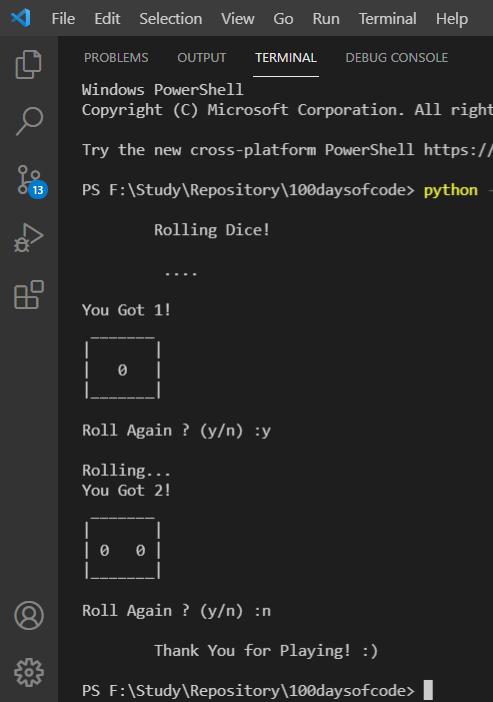 File Edit Selection View Go Run Terminal Help
PROBLEMS OUTPUT TERMINAL DEBUG CONSOLE
Windows PowerShell
Copyright (C) Microsoft Corporation. All right
Try the new cross-platform PowerShell https://
13
PS F:\Study\Repository\100daysofcode> python -
Rolling Dice!
....
You Got 1!
 _______
|       |
|   0   |
|_______|
Roll Again ? (y/n) :y
Rolling...
You Got 2!
 _______
|       |
| 0   0 |
|_______|
Roll Again ? (y/n) :n
Thank You for Playing! :)
PS F:\Study\Repository\100daysofcode>